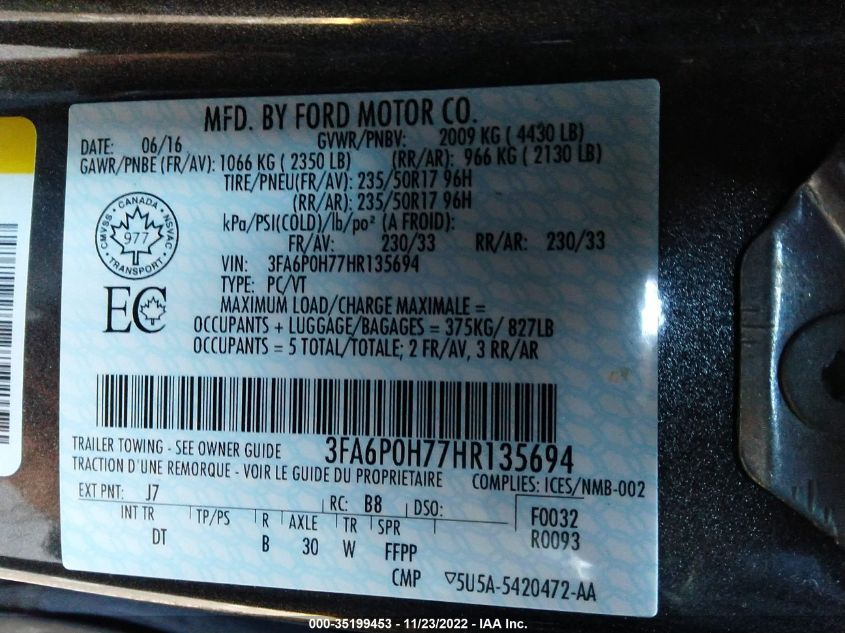 MFD. BY FORD MOTOR CO.
DATE: 06/16 GVWR/PNBV: 2009 KG ( 4430 LB)
GAWR/PNBE (FR/AV): 1066 KG ( 2350 LB) (RR/AR): 966 KG ( 2130 LB)
TIRE/PNEU(FR/AV): 235/50R17 96H
(RR/AR): 235/50R17 96H
kPa/PSI(COLD)/lb/po² (A FROID):
FR/AV: 230/33 RR/AR: 230/33
VIN: 3FA6P0H77HR135694
TYPE: PC/VT
CANADA
CMVSS NSVAC
977
TRANSPORT
EC
MAXIMUM LOAD/CHARGE MAXIMALE =
OCCUPANTS + LUGGAGE/BAGAGES = 375KG/ 827LB
OCCUPANTS = 5 TOTAL/TOTALE; 2 FR/AV, 3 RR/AR
TRAILER TOWING - SEE OWNER GUIDE 3FA6P0H77HR135694
TRACTION D'UNE REMORQUE - VOIR LE GUIDE DU PROPRIETAIRE COMPLIES: ICES/NMB-002
EXT PNT: J7 RC: B8 DSO:
INT TR TP/PS R AXLE TR SPR F0032
DT B 30 W FFPP R0093
CMP ▽5U5A-5420472-AA
000-35199453 - 11/23/2022 - IAA Inc.